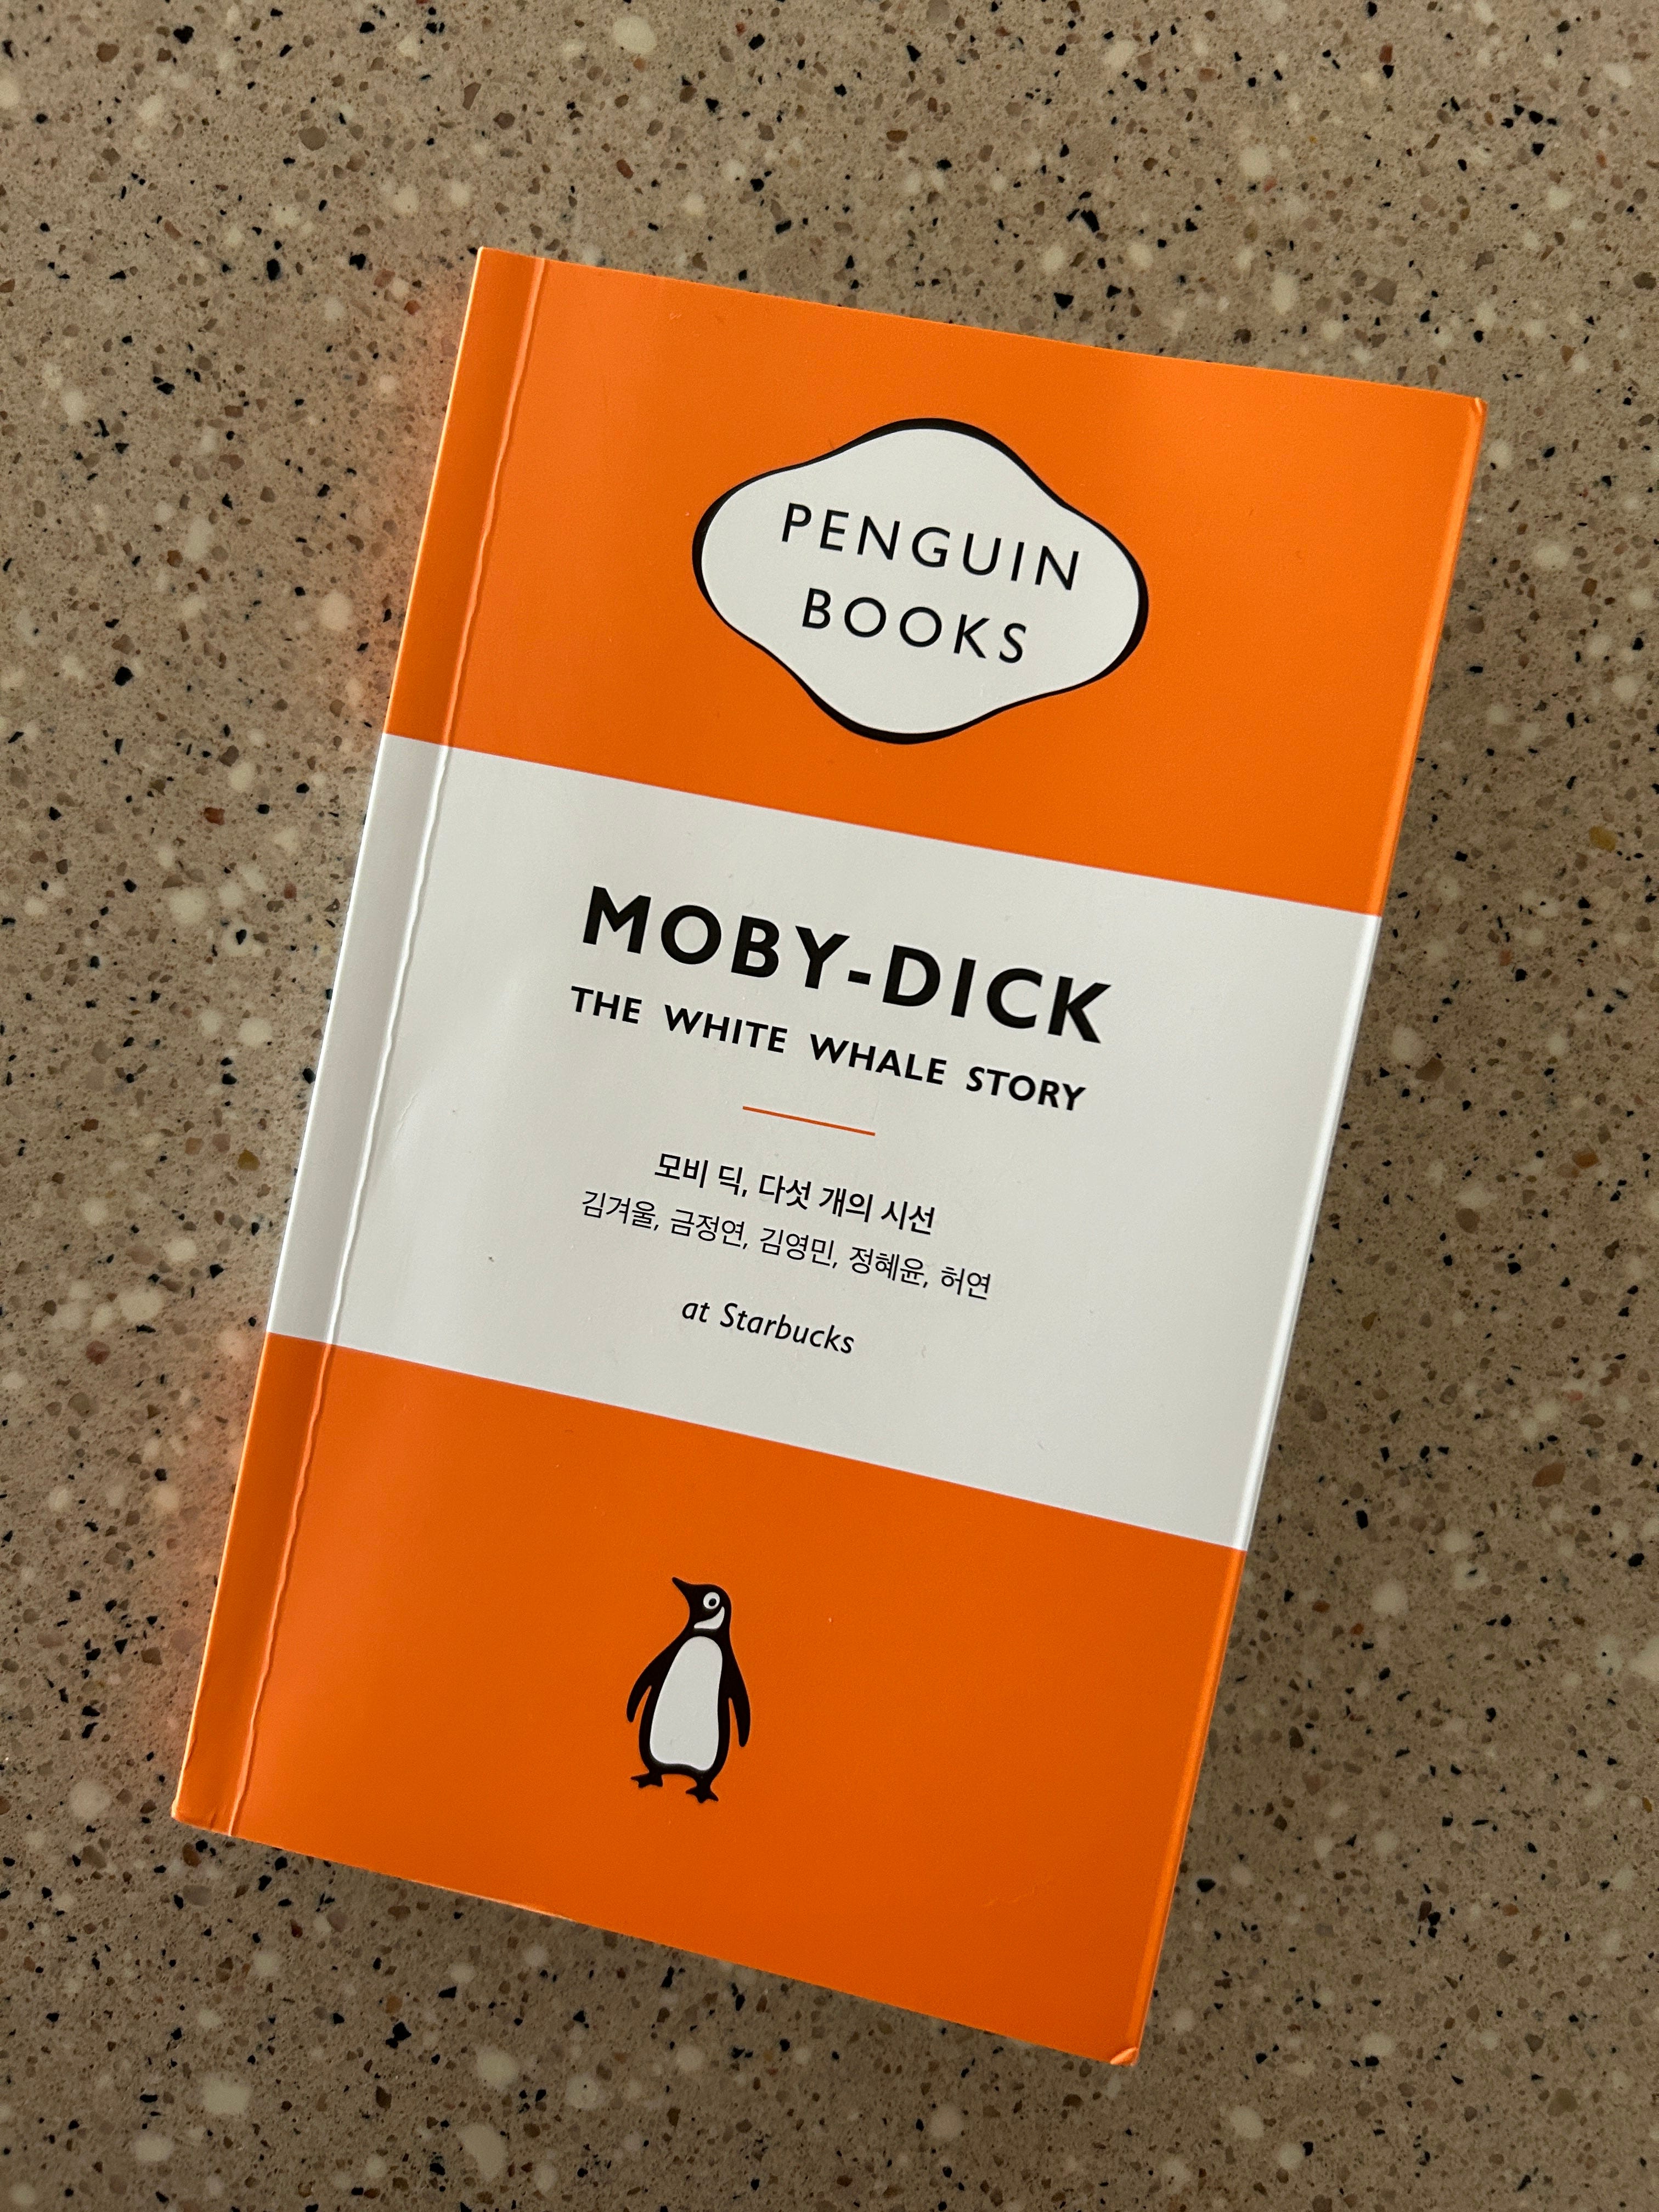 PENGUIN
BOOKS
MOBY-DICK
THE WHITE WHALE STORY
모비 딕, 다섯 개의 시선
김겨울, 금정연, 김영민, 정혜윤, 허연
at Starbucks